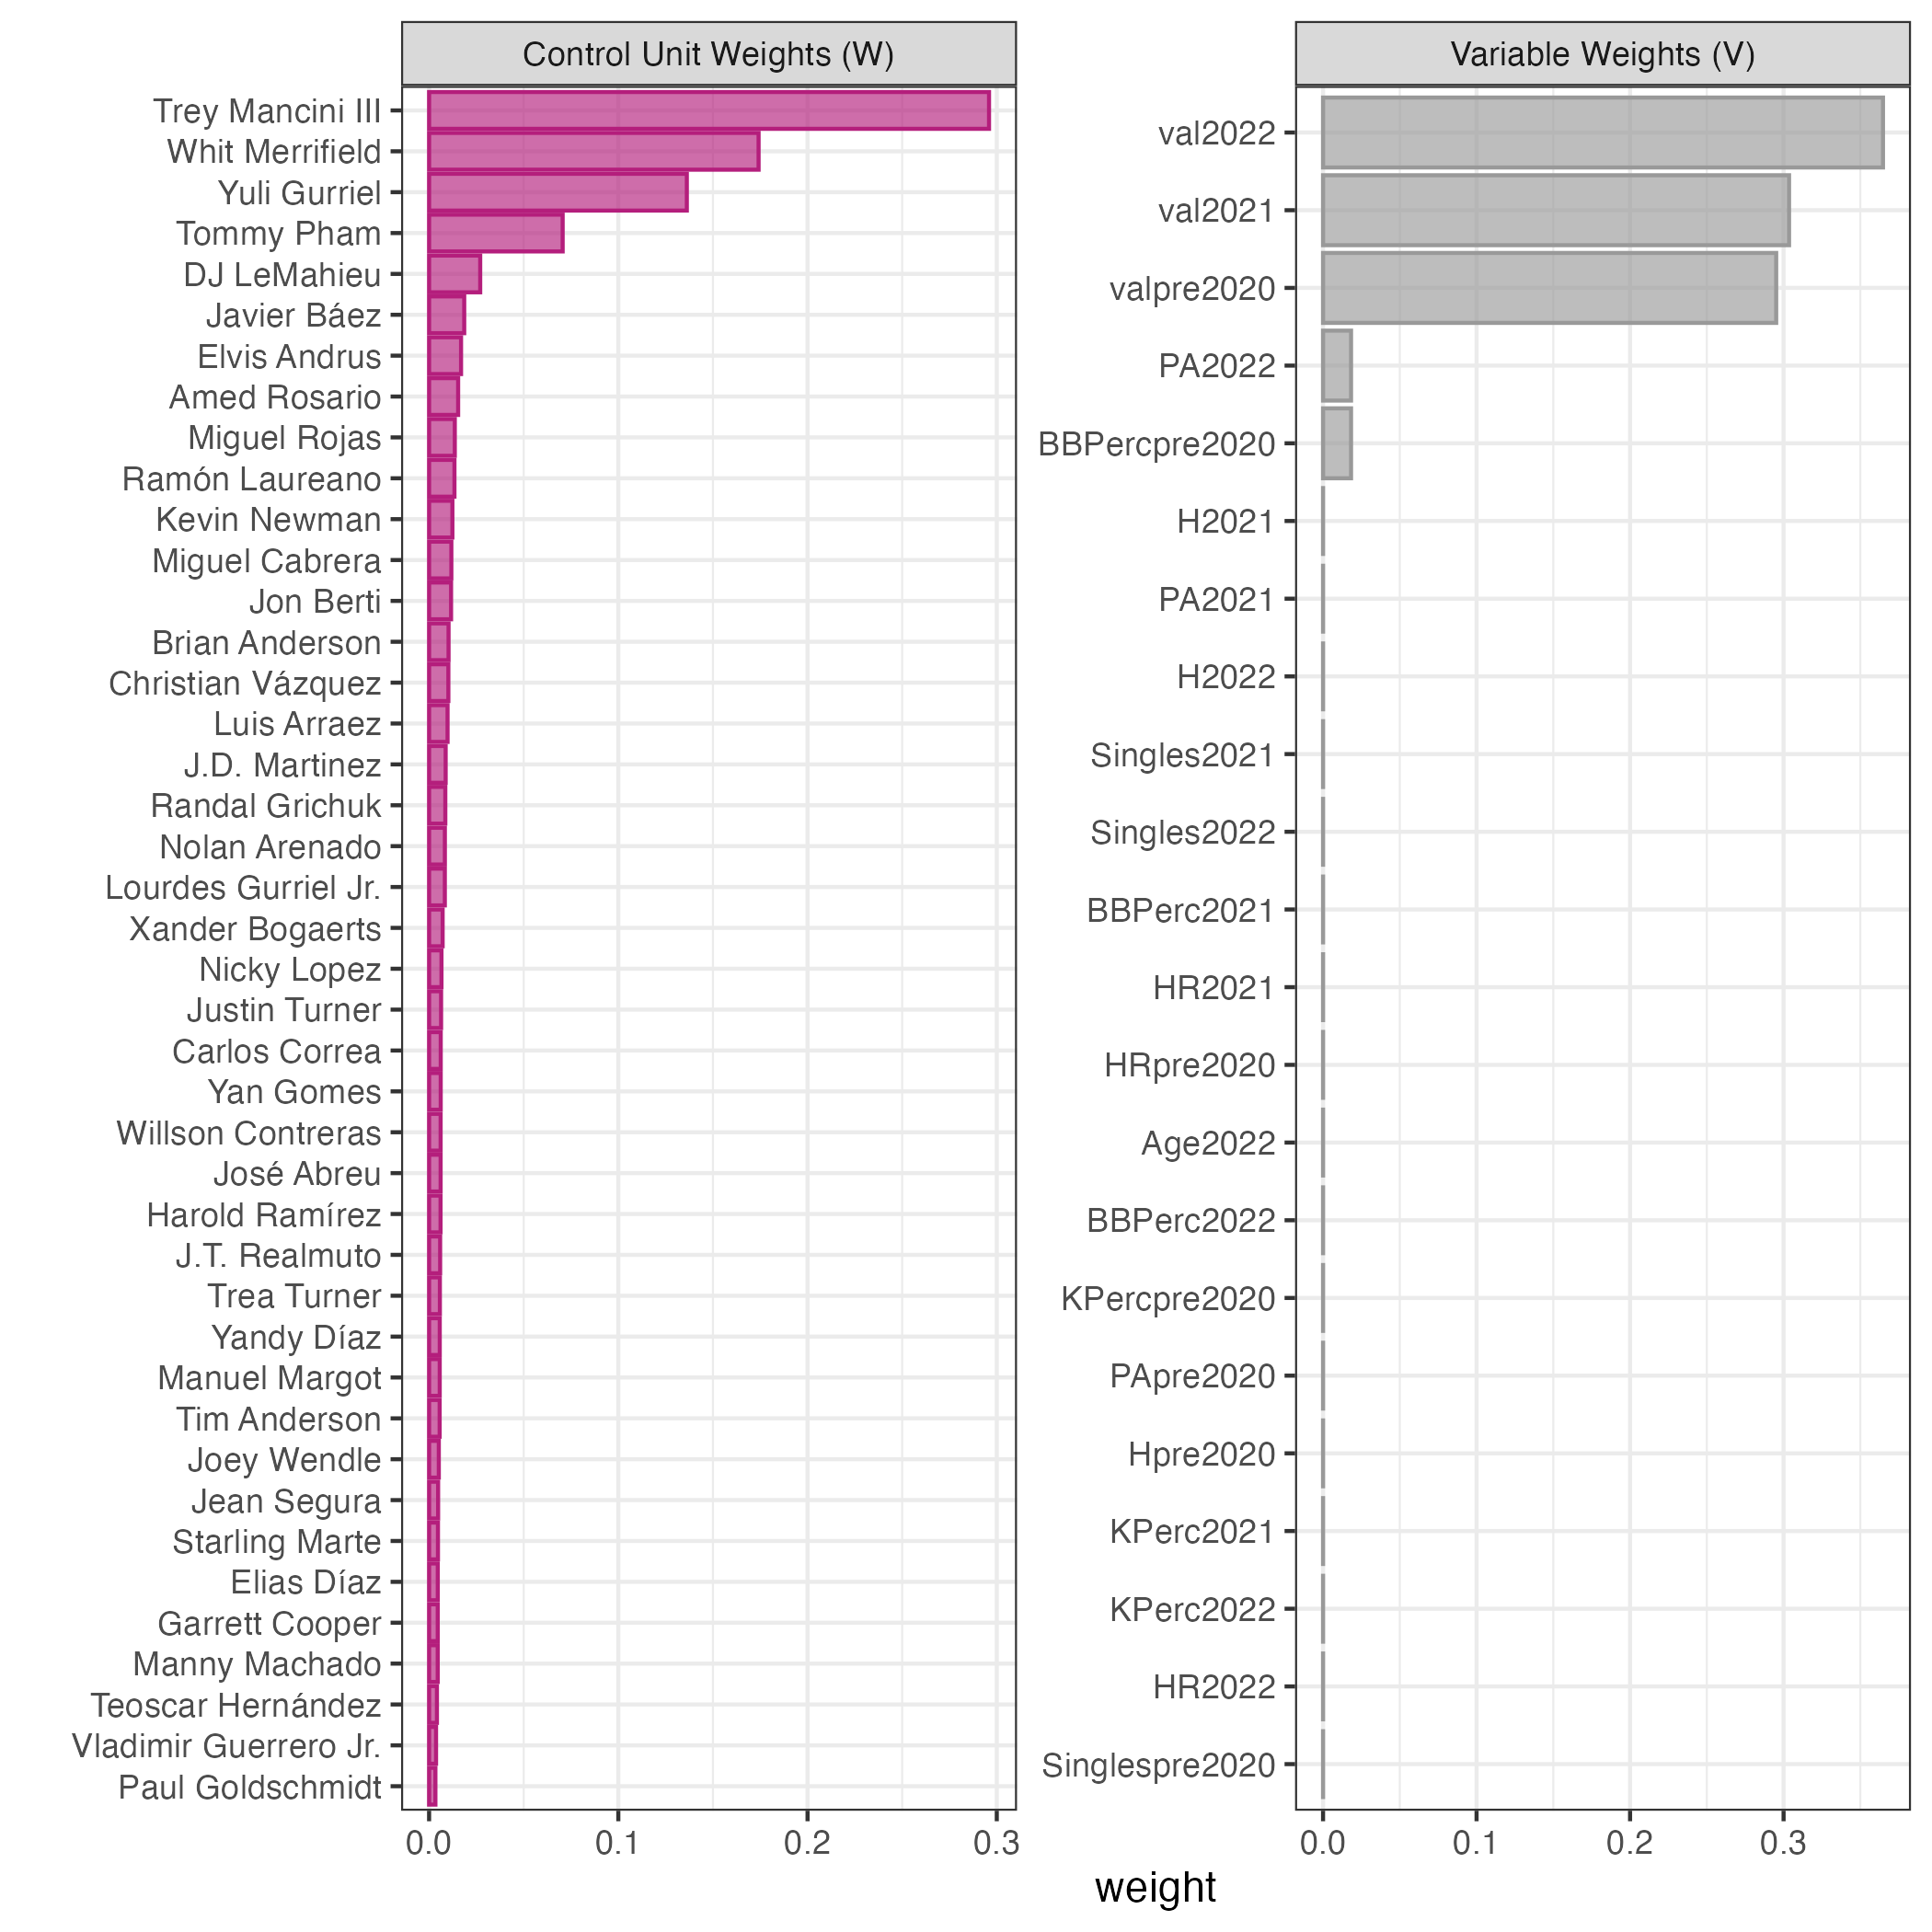 Control Unit Weights (W)
Trey Mancini III
Whit Merrifield
Yuli Gurriel
Tommy Pham
DJ LeMahieu
Javier Báez
Elvis Andrus
Amed Rosario
Miguel Rojas
Ramón Laureano
Kevin Newman
Miguel Cabrera
Jon Berti
Brian Anderson
Christian Vázquez
Luis Arraez
J.D. Martinez
Randal Grichuk
Nolan Arenado
Lourdes Gurriel Jr.
Xander Bogaerts
Nicky Lopez
Justin Turner
Carlos Correa
Yan Gomes
Willson Contreras
José Abreu
Harold Ramírez
J.T. Realmuto
Trea Turner
Yandy Díaz
Manuel Margot
Tim Anderson
Joey Wendle
Jean Segura
Starling Marte
Elias Díaz
Garrett Cooper
Manny Machado
Teoscar Hernández
Vladimir Guerrero Jr.
Paul Goldschmidt
0.0 0.1 0.2 0.3
Variable Weights (V)
val2022
val2021
valpre2020
PA2022
BBPercpre2020
H2021
PA2021
H2022
Singles2021
Singles2022
BBPerc2021
HR2021
HRpre2020
Age2022
BBPerc2022
KPercpre2020
PApre2020
Hpre2020
KPerc2021
KPerc2022
HR2022
Singlespre2020
0.0 0.1 0.2 0.3
weight